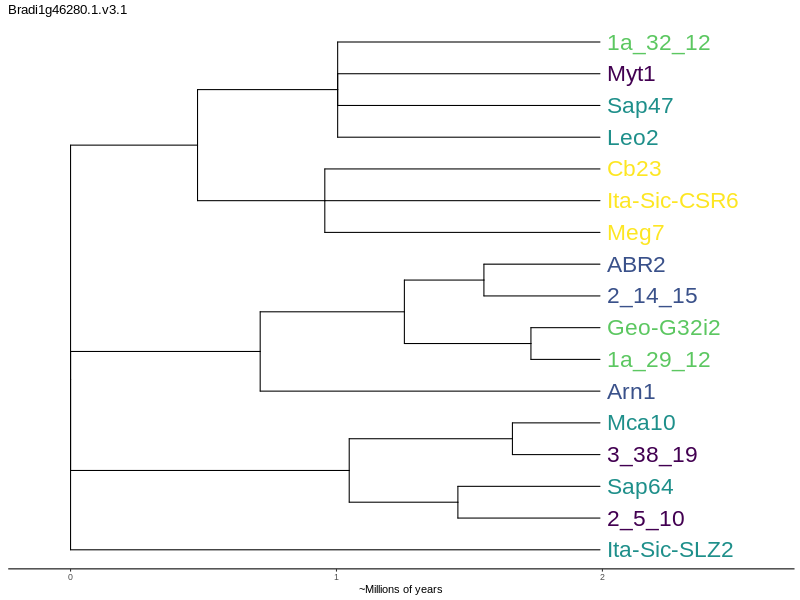 Bradi1g46280.1.v3.1
1a_32_12
Myt1
Sap47
Leo2
Cb23
Ita-Sic-CSR6
Meg7
ABR2
2_14_15
Geo-G32i2
1a_29_12
Arn1
Mca10
3_38_19
Sap64
2_5_10
Ita-Sic-SLZ2
0 1 2
~Millions of years